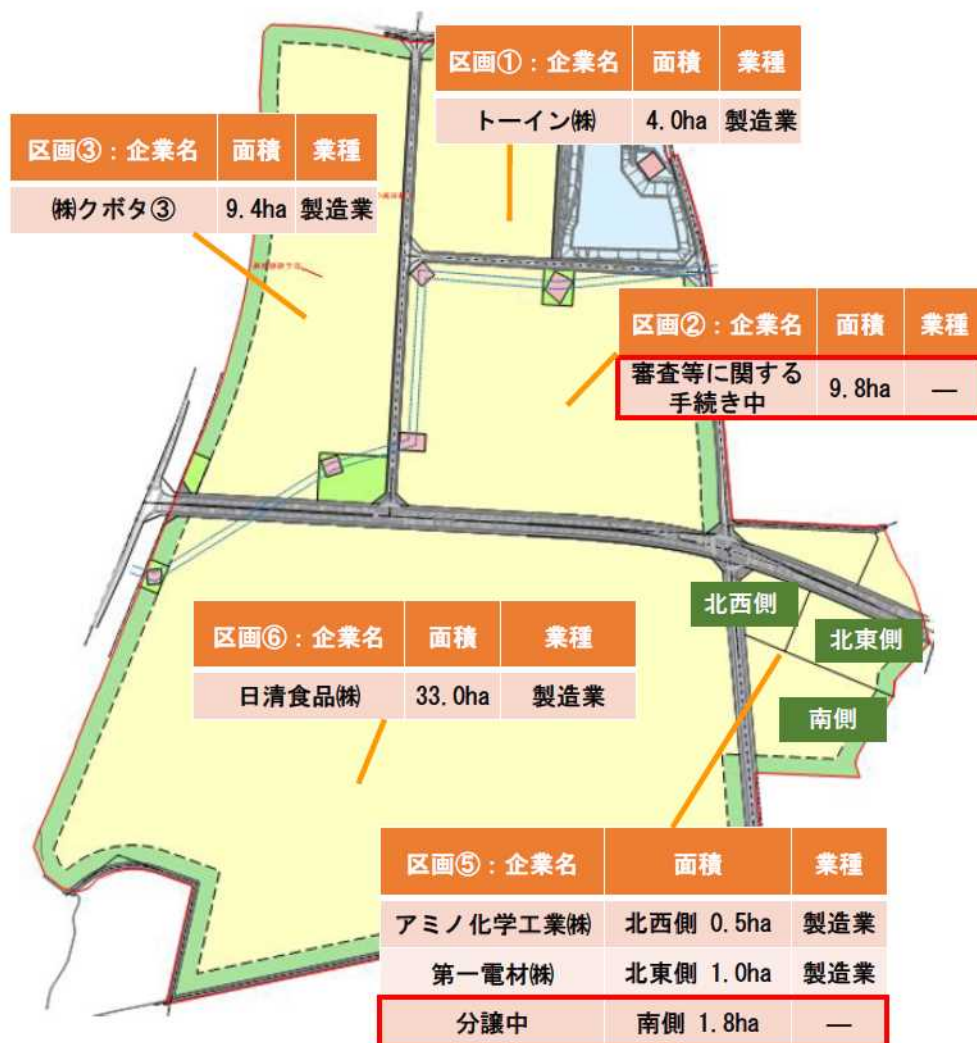 区画①：企業名 面積 業種
トーイン㈱ 4.0ha 製造業
区画③：企業名 面積 業種
㈱クボタ③ 9.4ha 製造業
区画②：企業名 面積 業種
審査等に関する
手続き中 9.8ha ―
北西側
北東側
南側
区画⑥：企業名 面積 業種
日清食品㈱ 33.0ha 製造業
区画⑤：企業名 面積 業種
アミノ化学工業㈱ 北西側 0.5ha 製造業
第一電材㈱ 北東側 1.0ha 製造業
分譲中 南側 1.8ha ―